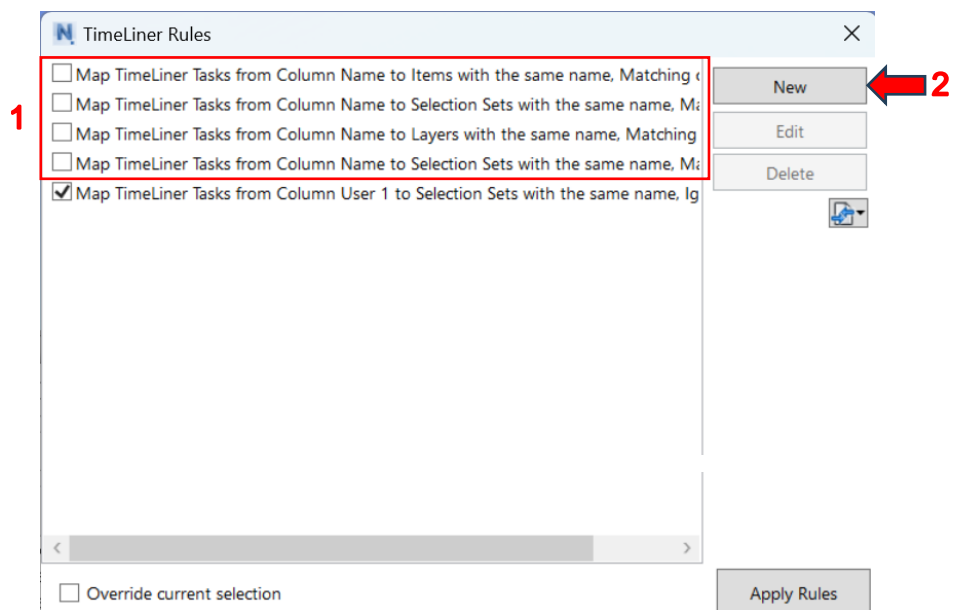 TimeLiner Rules
1
Map TimeLiner Tasks from Column Name to Items with the same name, Matching
Map TimeLiner Tasks from Column Name to Selection Sets with the same name,
Map TimeLiner Tasks from Column Name to Layers with the same name, Matching
Map TimeLiner Tasks from Column Name to Selection Sets with the same name,
Map TimeLiner Tasks from Column User 1 to Selection Sets with the same name, Ig
New
2
Edit
Delete
Override current selection
Apply Rules